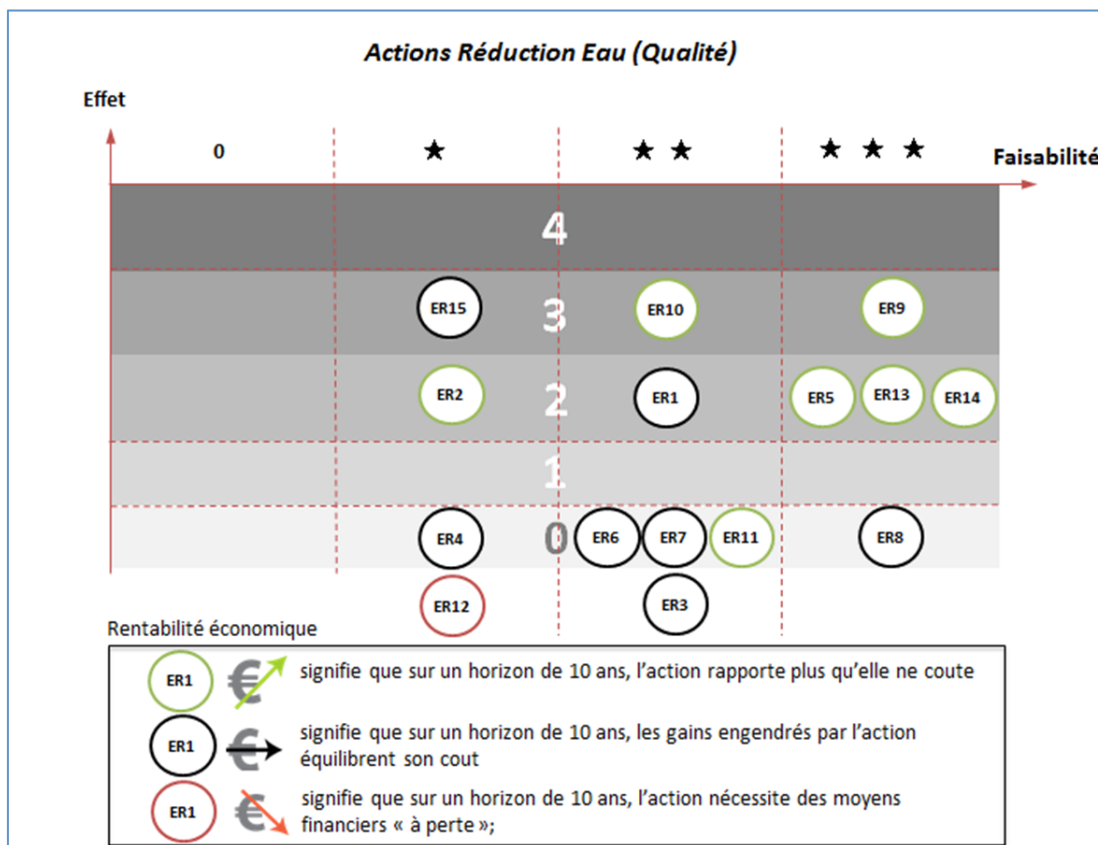 Actions Réduction Eau (Qualité)
Effet
0 ★ ★ ★ ★ ★ ★ Faisabilité
4
ER15 3 ER10 ER9
ER2 2 ER1 ER5 ER13 ER14
1
ER4 0 ER6 ER7 ER11 ER8
ER12 ER3
Rentabilité économique
ER1 € signifie que sur un horizon de 10 ans, l’action rapporte plus qu’elle ne coute
ER1 € signifie que sur un horizon de 10 ans, les gains engendrés par l’action
équilibrent son cout
ER1 € signifie que sur un horizon de 10 ans, l’action nécessite des moyens
financiers « à perte »;